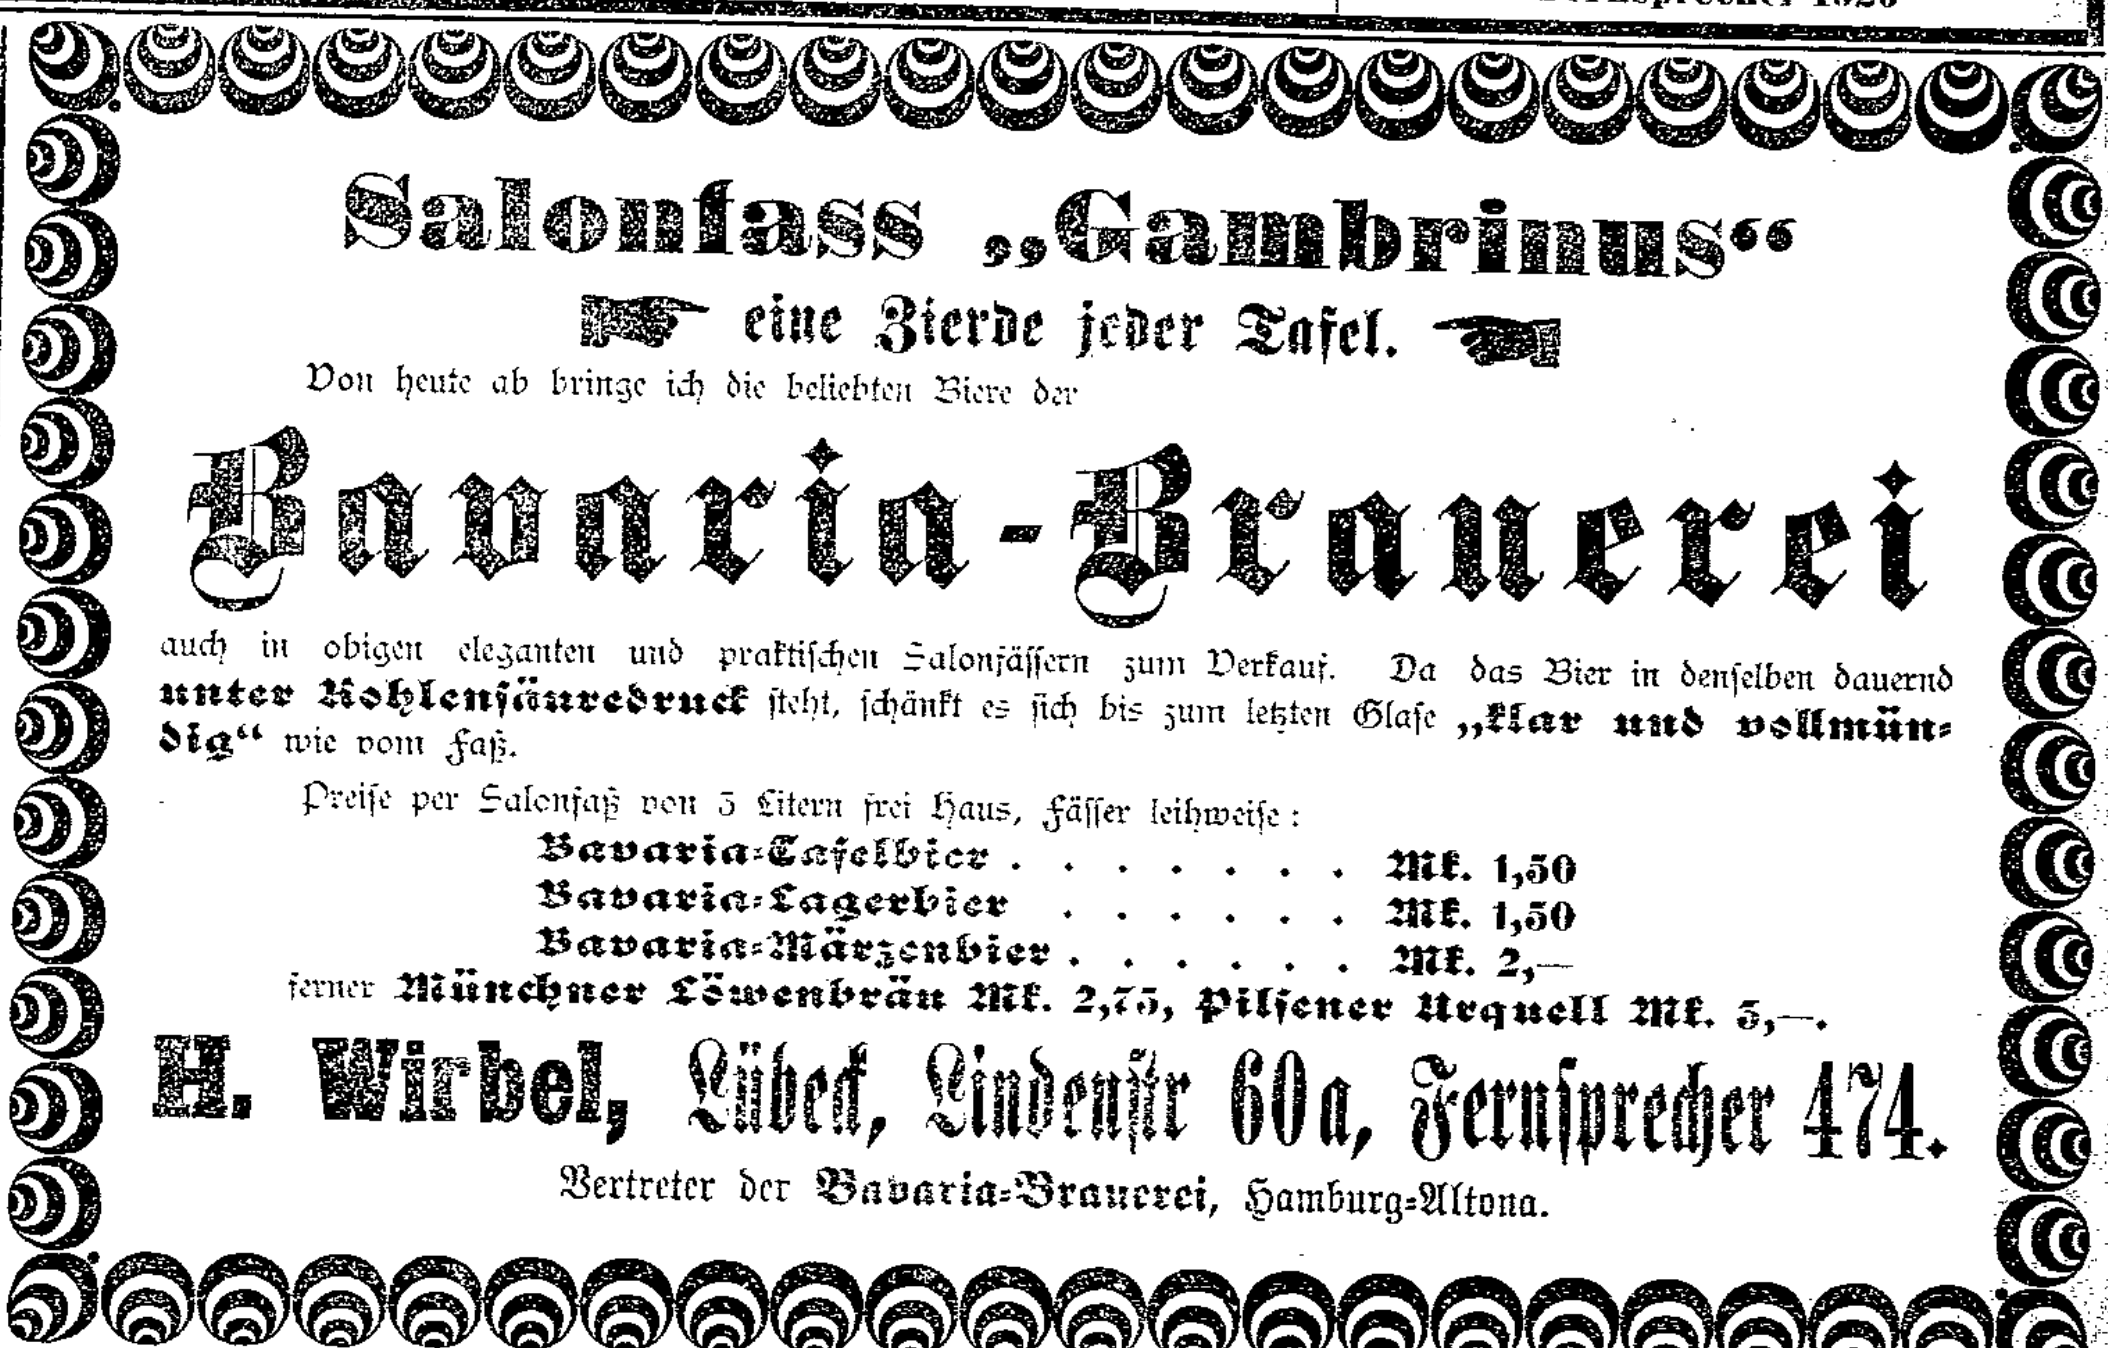 Salonfass „Gambrinus“
eine Zierde jeder Tafel.
Von heute ab bringe ich die beliebten Biere der
Bavaria-Brauerei
auch in obigen eleganten und praktischen Salonfässern zum Verkauf. Da das Bier in denselben dauernd
unter Kohlensäuredruck steht, schänkt es sich bis zum letzten Glase „klar und vollmün-
dig“ wie vom Faß.
Preise per Salonfaß von 5 Litern frei Haus, Fässer leihweise:
Bavaria-Tafelbier . . . . . . . Mk. 1,50
Bavaria-Lagerbier . . . . . . Mk. 1,50
Bavaria-Märzenbier . . . . . . Mk. 2,—
ferner Münchner Löwenbräu Mk. 2,75, Pilsener Urquell Mk. 3,—.
H. Wirbel, Lübeck, Lindenstr 60a, Fernsprecher 474.
Vertreter der Bavaria-Brauerei, Hamburg-Altona.